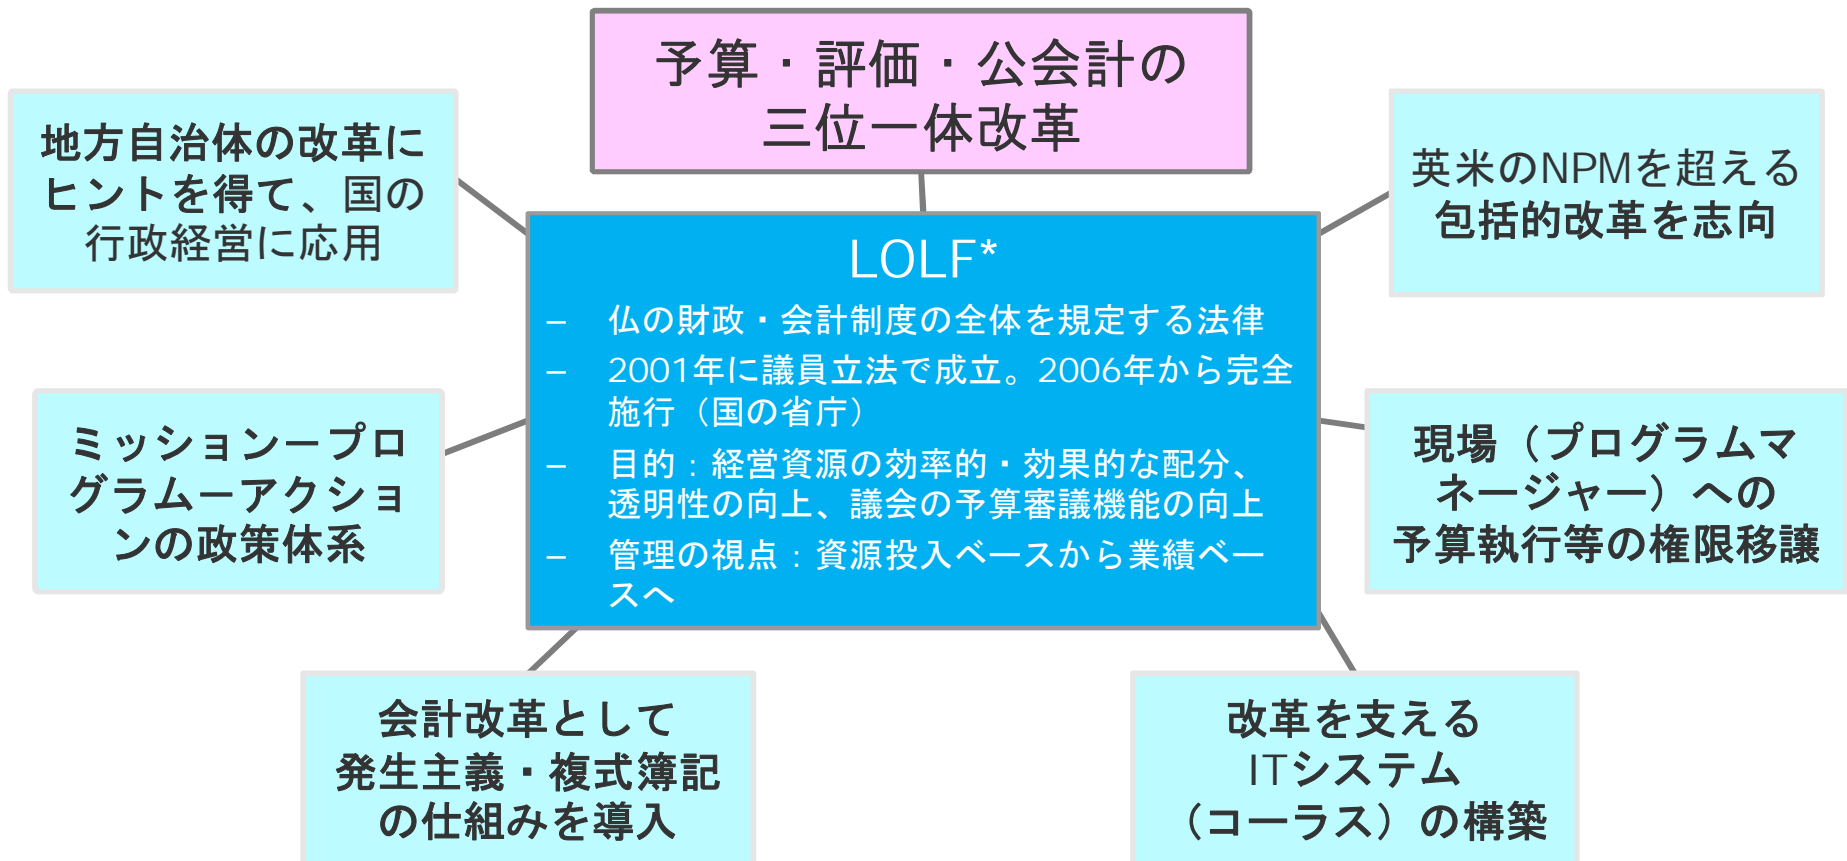 予算・評価・公会計の
三位一体改革
地方自治体の改革に
ヒントを得て、国の
行政経営に応用
英米のNPMを超える
包括的改革を志向
LOLF*
– 仏の財政・会計制度の全体を規定する法律
– 2001年に議員立法で成立。2006年から完全
施行（国の省庁）
– 目的：経営資源の効率的・効果的な配分、
透明性の向上、議会の予算審議機能の向上
– 管理の視点：資源投入ベースから業績ベー
スへ
ミッションープロ
グラムーアクショ
ンの政策体系
現場（プログラムマ
ネージャー）への
予算執行等の権限移譲
会計改革として
発生主義・複式簿記
の仕組みを導入
改革を支える
ITシステム
（コーラス）の構築